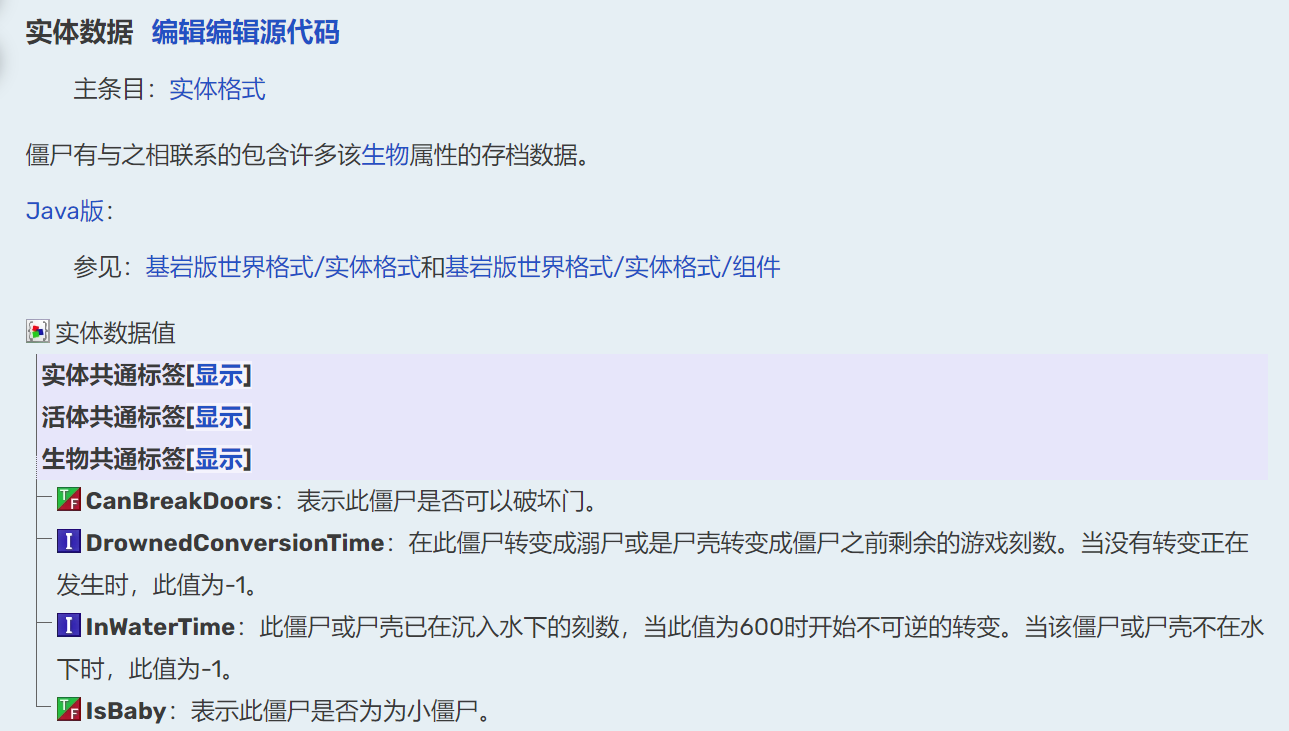 实体数据 编辑编辑源代码
主条目：实体格式
僵尸有与之相联系的包含许多该生物属性的存档数据。
Java版：
参见：基岩版世界格式/实体格式和基岩版世界格式/实体格式/组件
实体数据值
实体共通标签[显示]
活体共通标签[显示]
生物共通标签[显示]
TF CanBreakDoors：表示此僵尸是否可以破坏门。
I DrownedConversionTime：在此僵尸转变成溺尸或是尸壳转变成僵尸之前剩余的游戏刻数。当没有转变正在
发生时，此值为-1。
I InWaterTime：此僵尸或尸壳已在沉入水下的刻数，当此值为600时开始不可逆的转变。当该僵尸或尸壳不在水
下时，此值为-1。
TF IsBaby：表示此僵尸是否为为小僵尸。